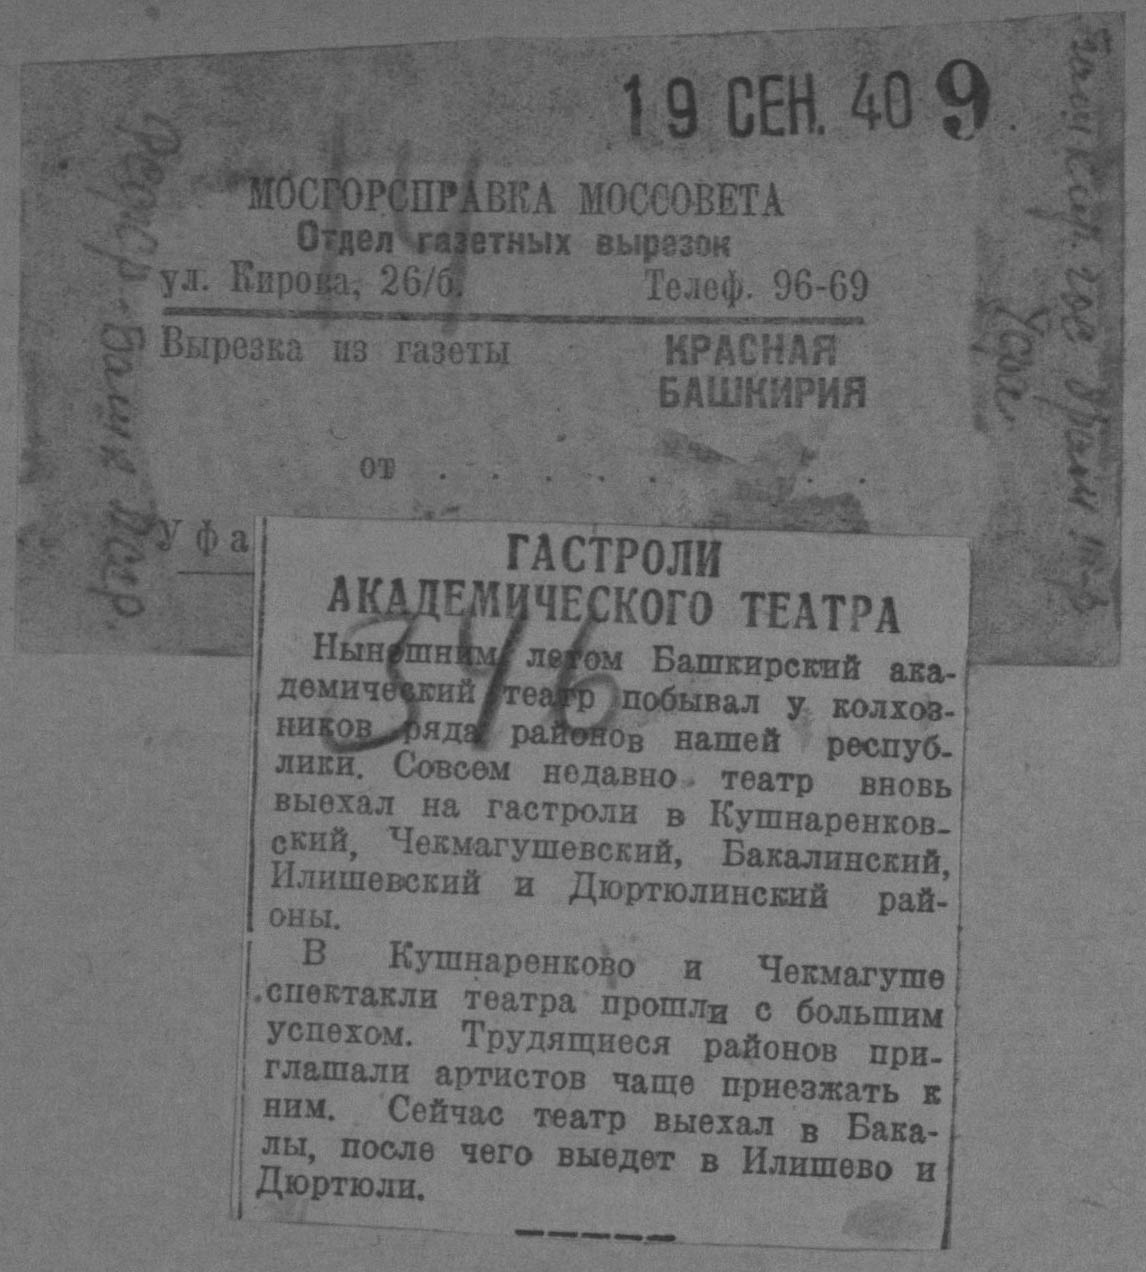 19 СЕН. 40 9
14
МОСГОРСПРАВКА МОССОВЕТА
Отдел газетных вырезок
ул. Кирова, 26/б. Телеф. 96-69
Вырезка из газеты КРАСНАЯ
БАШКИРИЯ
от . . . . . . . .
Уфа
Башк
Уфа
ГАСТРОЛИ
АКАДЕМИЧЕСКОГО ТЕАТРА
346
Нынешним летом Башкирский ака-
демический театр побывал у колхоз-
ников ряда районов нашей респуб-
лики. Совсем недавно театр вновь
выехал на гастроли в Кушнаренков-
ский, Чекмагушевский, Бакалинский,
Илишевский и Дюртюлинский рай-
оны.
В Кушнаренково и Чекмагуше
спектакли театра прошли с большим
успехом. Трудящиеся районов при-
глашали артистов чаще приезжать к
ним. Сейчас театр выехал в Бака-
лы, после чего выедет в Илишево и
Дюртюли.